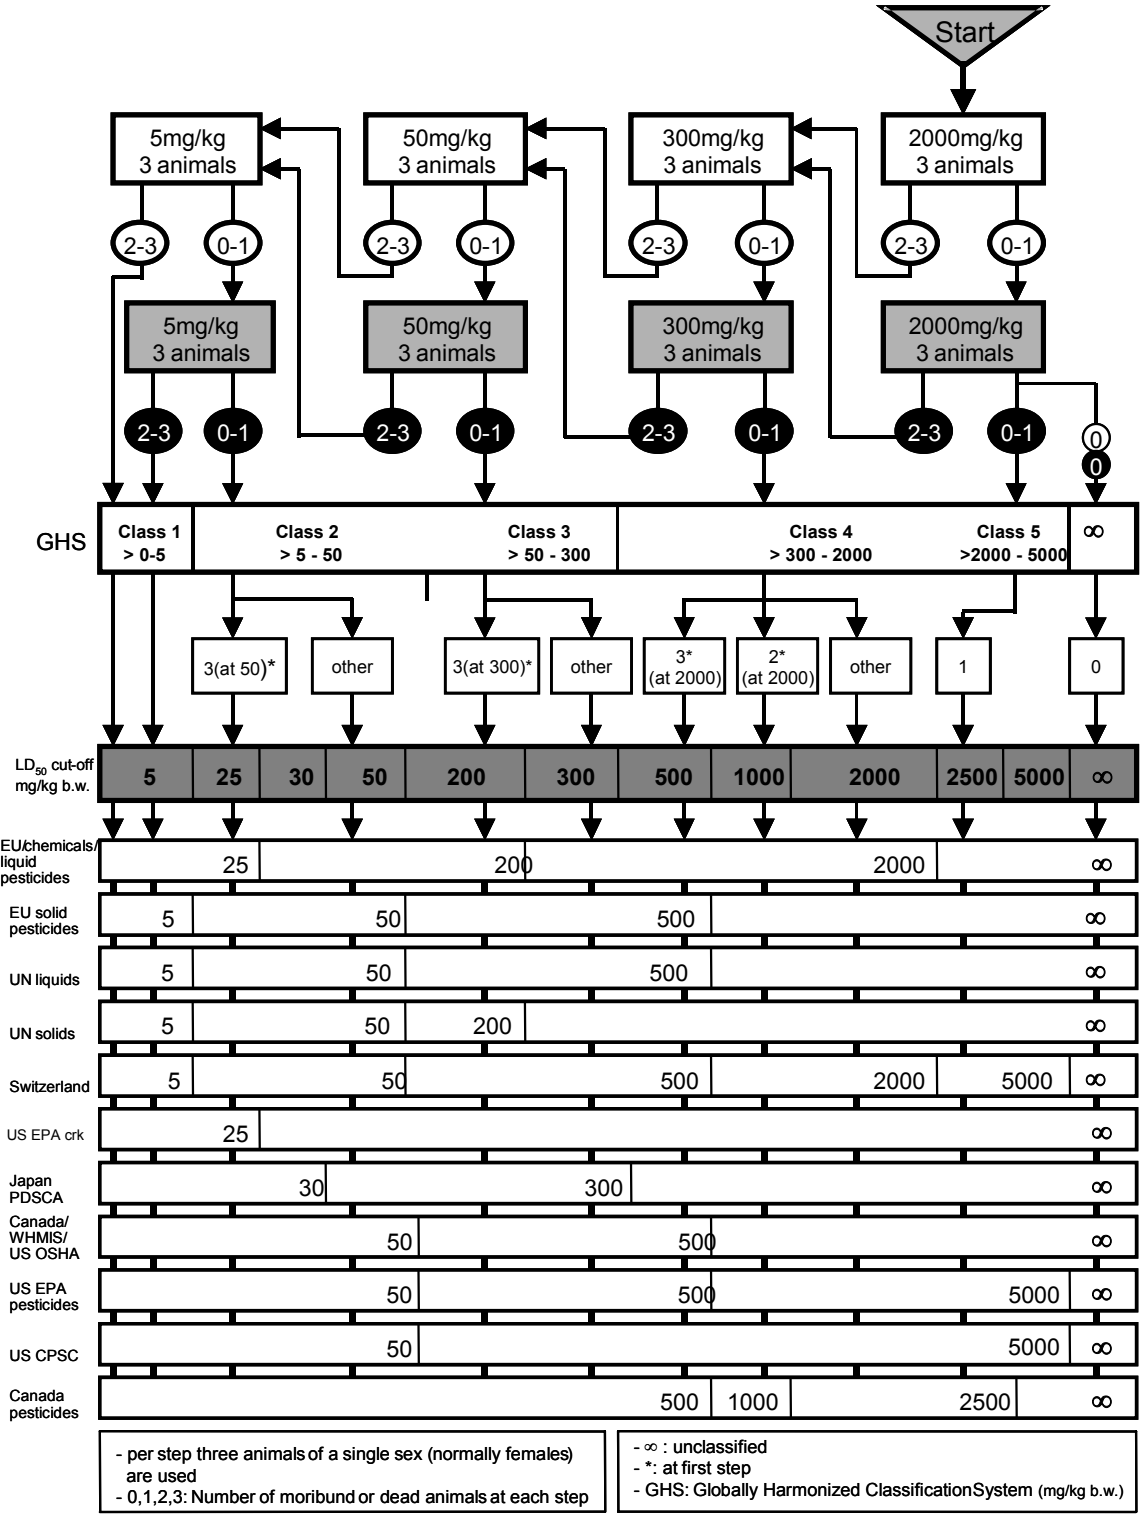 Start
5mg/kg
3 animals
50mg/kg
3 animals
300mg/kg
3 animals
2000mg/kg
3 animals
2-3
0-1
2-3
0-1
2-3
0-1
2-3
0-1
5mg/kg
3 animals
50mg/kg
3 animals
300mg/kg
3 animals
2000mg/kg
3 animals
2-3
0-1
2-3
0-1
2-3
0-1
2-3
0-1
0
0
GHS
Class 1
> 0-5
Class 2
> 5 - 50
Class 3
> 50 - 300
Class 4
> 300 - 2000
Class 5
>2000 - 5000
∞
3(at 50)*
other
3(at 300)*
other
3*
(at 2000)
2*
(at 2000)
other
1
0
LD50 cut-off
mg/kg b.w.
5 25 30 50 200 300 500 1000 2000 2500 5000 ∞
EU/chemicals/
liquid
pesticides
25 200 2000 ∞
EU solid
pesticides
5 50 500 ∞
UN liquids
5 50 500 ∞
UN solids
5 50 200 ∞
Switzerland
5 50 500 2000 5000 ∞
US EPA crk
25 ∞
Japan
PDSCA
30 300 ∞
Canada/
WHMIS/
US OSHA
50 500 ∞
US EPA
pesticides
50 500 5000 ∞
US CPSC
50 5000 ∞
Canada
pesticides
500 1000 2500 ∞
- per step three animals of a single sex (normally females)
are used
- 0,1,2,3: Number of moribund or dead animals at each step
- ∞ : unclassified
- *: at first step
- GHS: Globally Harmonized ClassificationSystem (mg/kg b.w.)